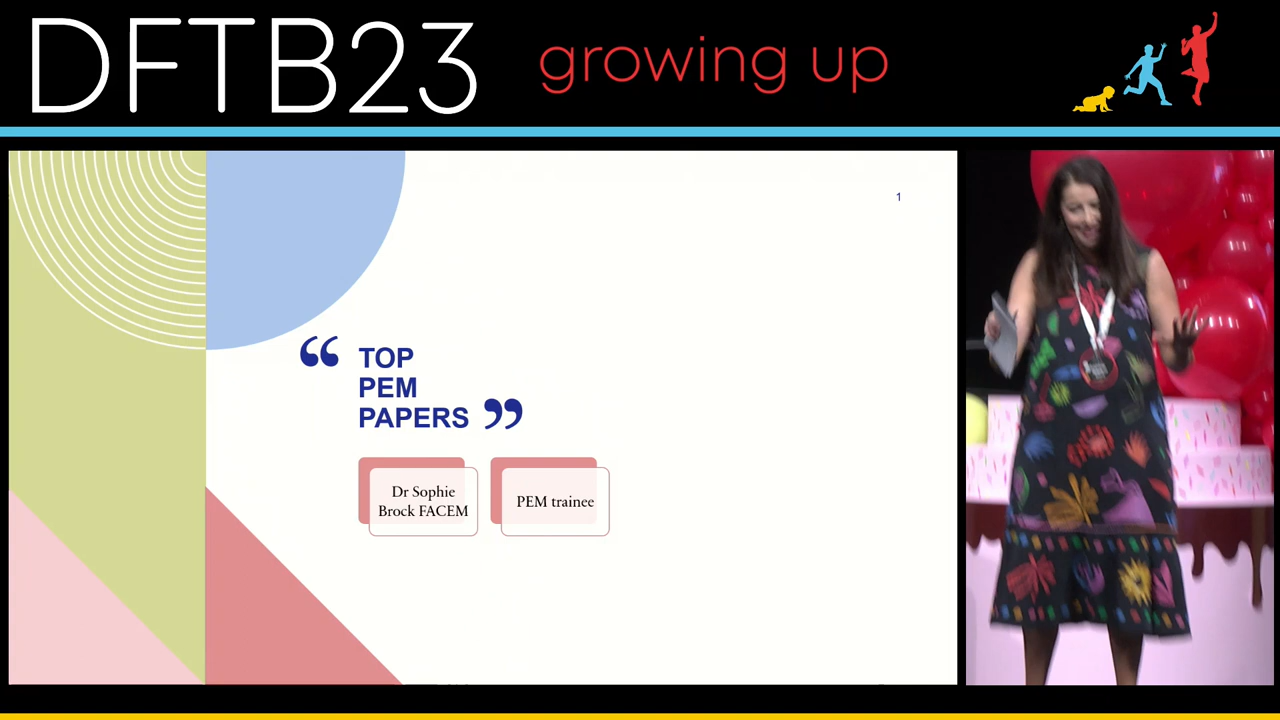 DFTB23 growing up
1
“ TOP
PEM
PAPERS ”
Dr Sophie
Brock FACEM
PEM trainee